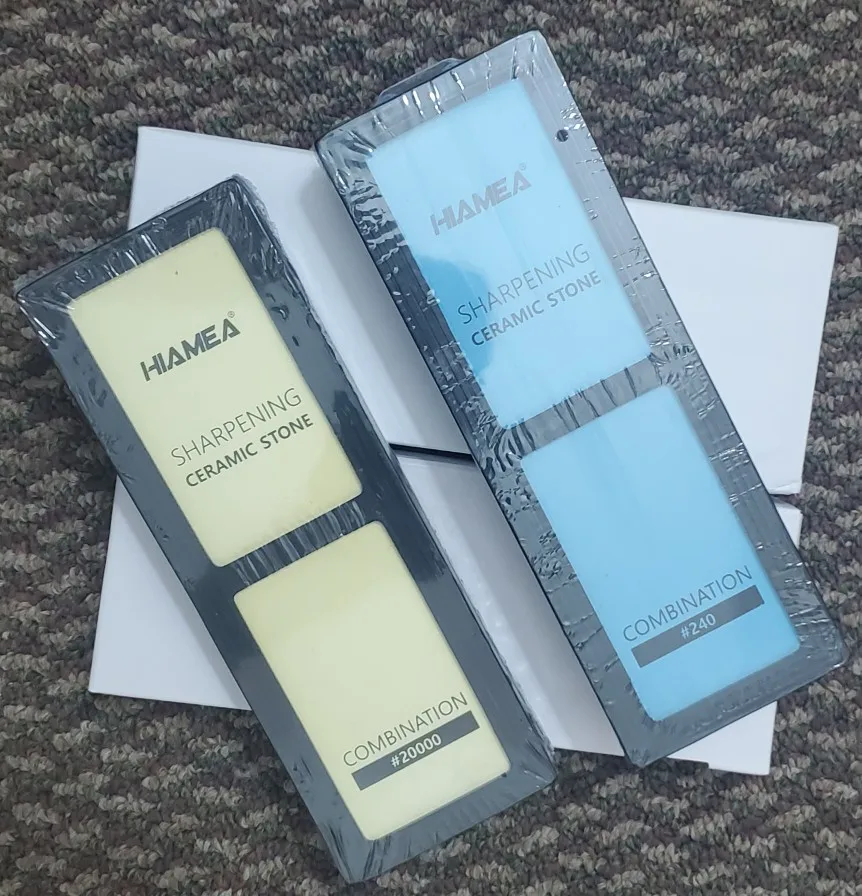 HIAMEA®
SHARPENING
CERAMIC STONE
COMBINATION
#20000
HIAMEA®
SHARPENING
CERAMIC STONE
COMBINATION
#240